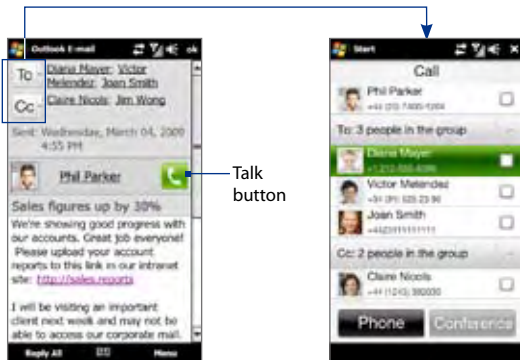 Outlook E-mail
ok
To
Diana Mayer; Victor
Melendez; Joan Smith
Cc
Claire Nicols; Jim Wong
Sent: Wednesday, March 04, 2009
4:55 PM
Phil Parker
Talk
button
Sales figures up by 30%
We're showing good progress with
our accounts. Great job everyone!
Please upload your account
reports to this link in our intranet
site: http://sales.reports
I will be visiting an important
client next week and may not be
able to access our corporate mail.
Reply All
Menu
Start
Call
Phil Parker
To: 3 people in the group
Diana Mayer
Victor Melendez
Joan Smith
Cc: 2 people in the group
Claire Nicols
Phone
Conference